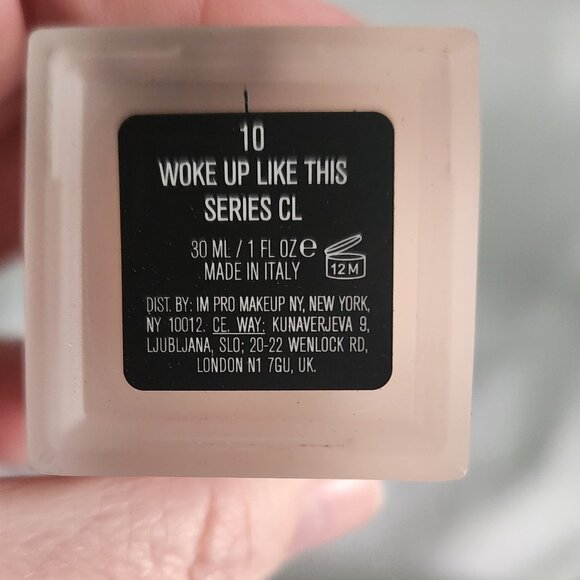 10
WOKE UP LIKE THIS
SERIES CL
30 ML / 1 FL OZ e
MADE IN ITALY
12 M
DIST. BY: IM PRO MAKEUP NY, NEW YORK,
NY 10012. CE. WAY: KUNAVERJEVA 9,
LJUBLJANA, SLO; 20-22 WENLOCK RD,
LONDON N1 7GU, UK.